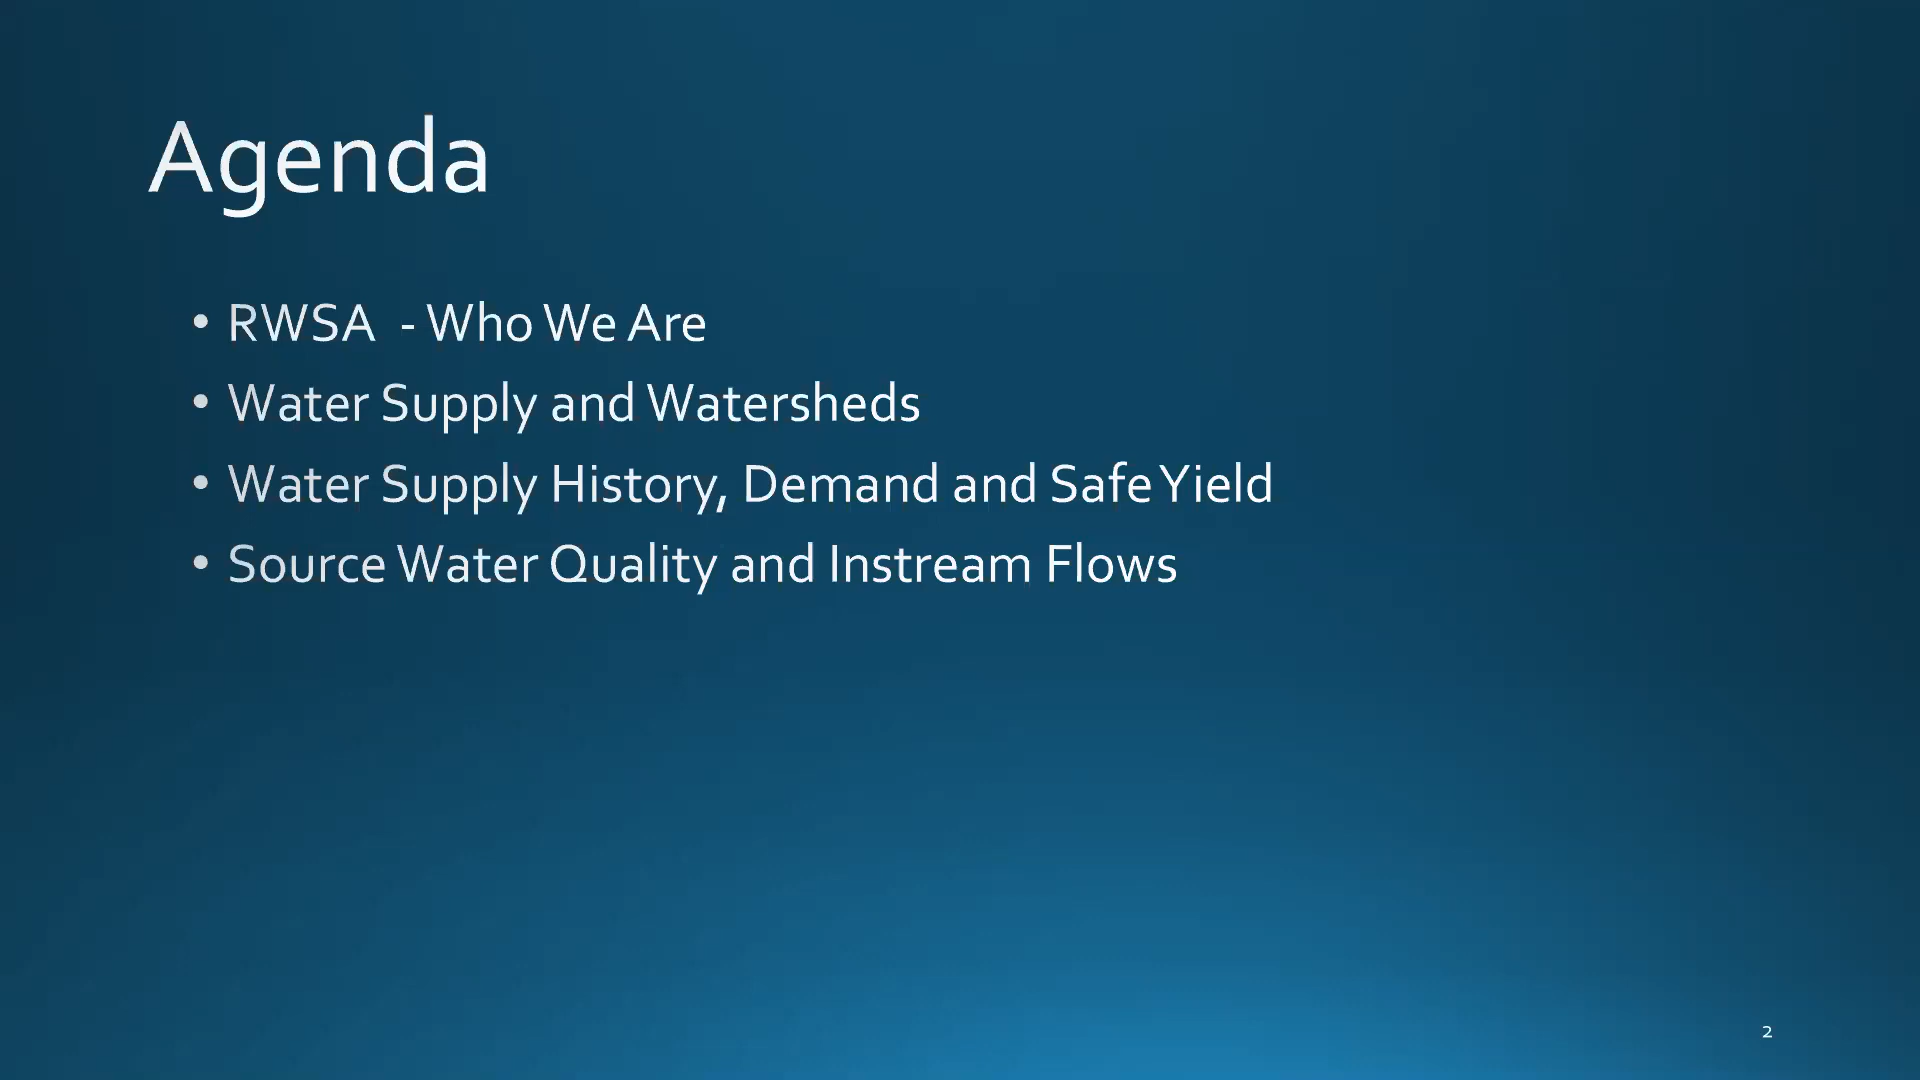 Agenda
• RWSA - Who We Are
• Water Supply and Watersheds
• Water Supply History, Demand and Safe Yield
• Source Water Quality and Instream Flows
2